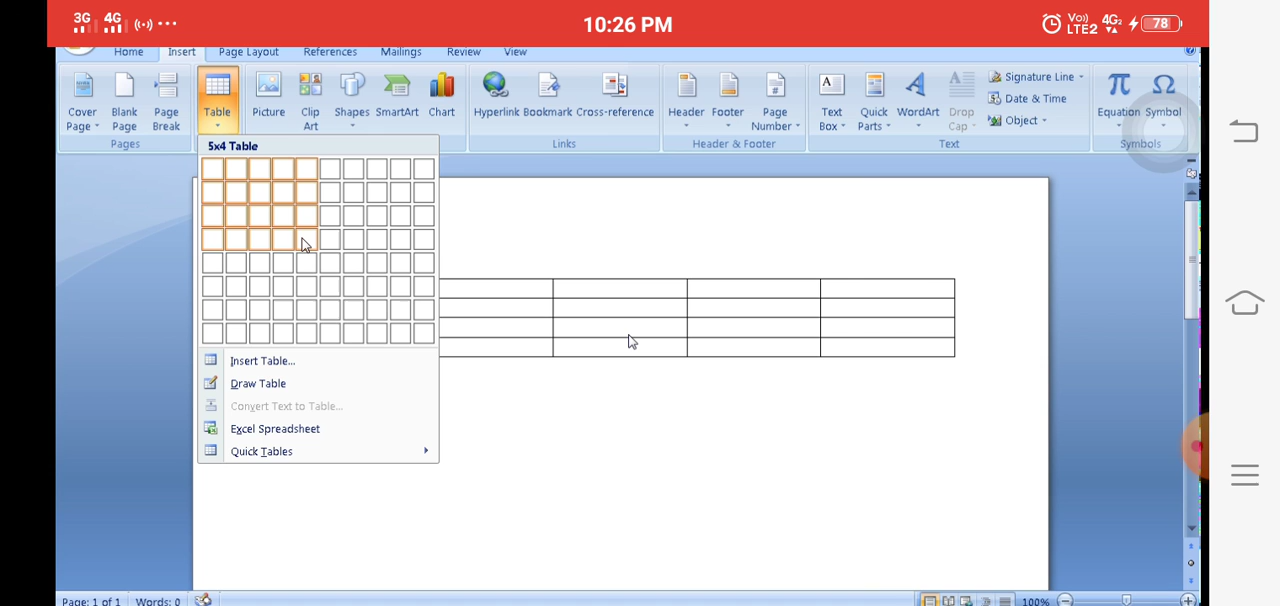 3G 4G 10:26 PM Vo) LTE2 4G2 78
Home Insert Page Layout References Mailings Review View
Cover Page Blank Page Page Break Table Picture Clip Art Shapes SmartArt Chart Hyperlink Bookmark Cross-reference Header Footer Page Number Text Box Quick Parts WordArt Drop Cap Signature Line Equation Symbol
Date & Time
Object
Pages Links Header & Footer Text Symbols
5x4 Table
Insert Table...
Draw Table
Convert Text to Table...
Excel Spreadsheet
Quick Tables
Page: 1 of 1 Words: 0 100%